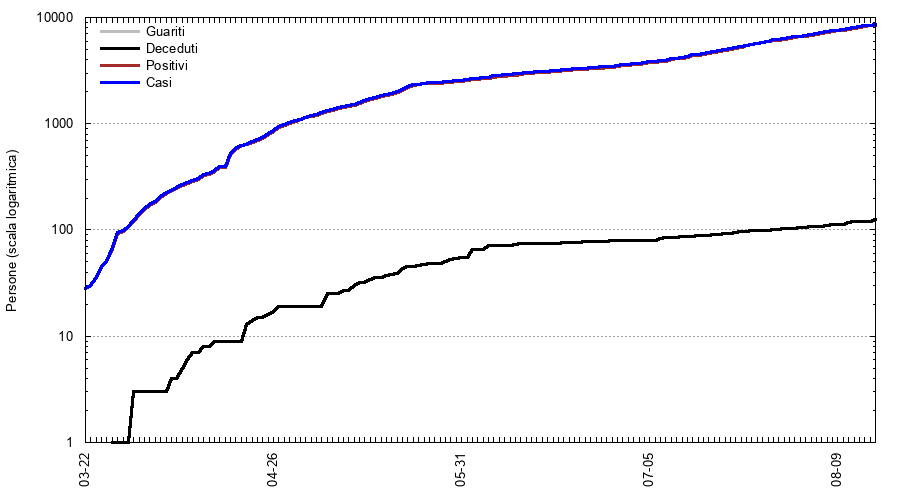 10000
1000
100
10
1
Persone (scala logaritmica)
Guariti
Deceduti
Positivi
Casi
03-22
04-26
05-31
07-05
08-09